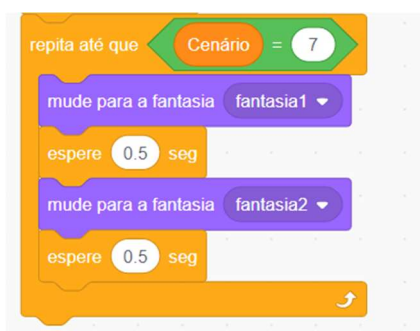 repita até que Cenário = 7
mude para a fantasia fantasia1
espere 0.5 seg
mude para a fantasia fantasia2
espere 0.5 seg